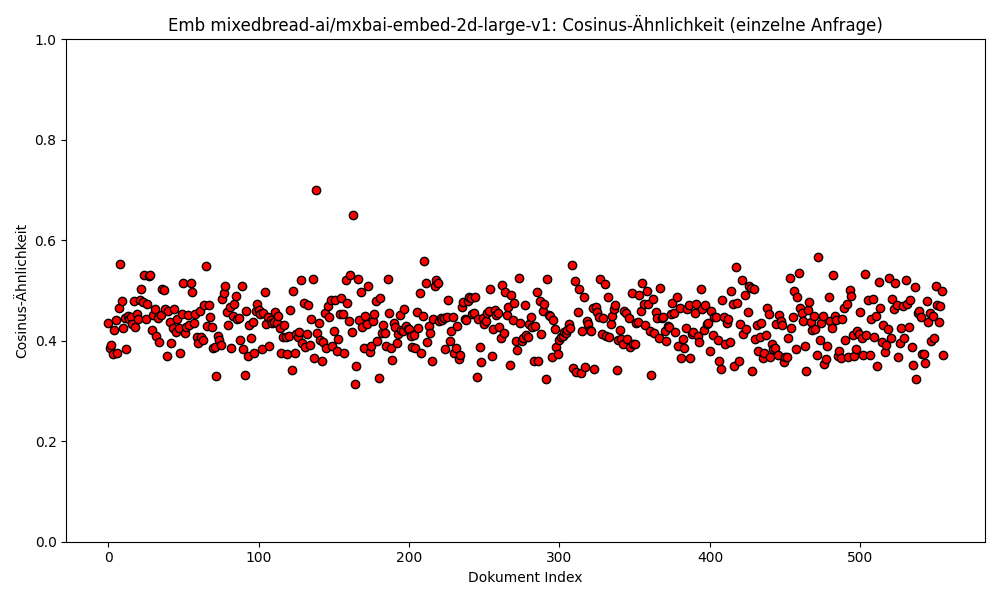 Emb mixedbread-ai/mxbai-embed-2d-large-v1: Cosinus-Ähnlichkeit (einzelne Anfrage)
1.0
0.8
0.6
0.4
0.2
0.0
Cosinus-Ähnlichkeit
0 100 200 300 400 500
Dokument Index